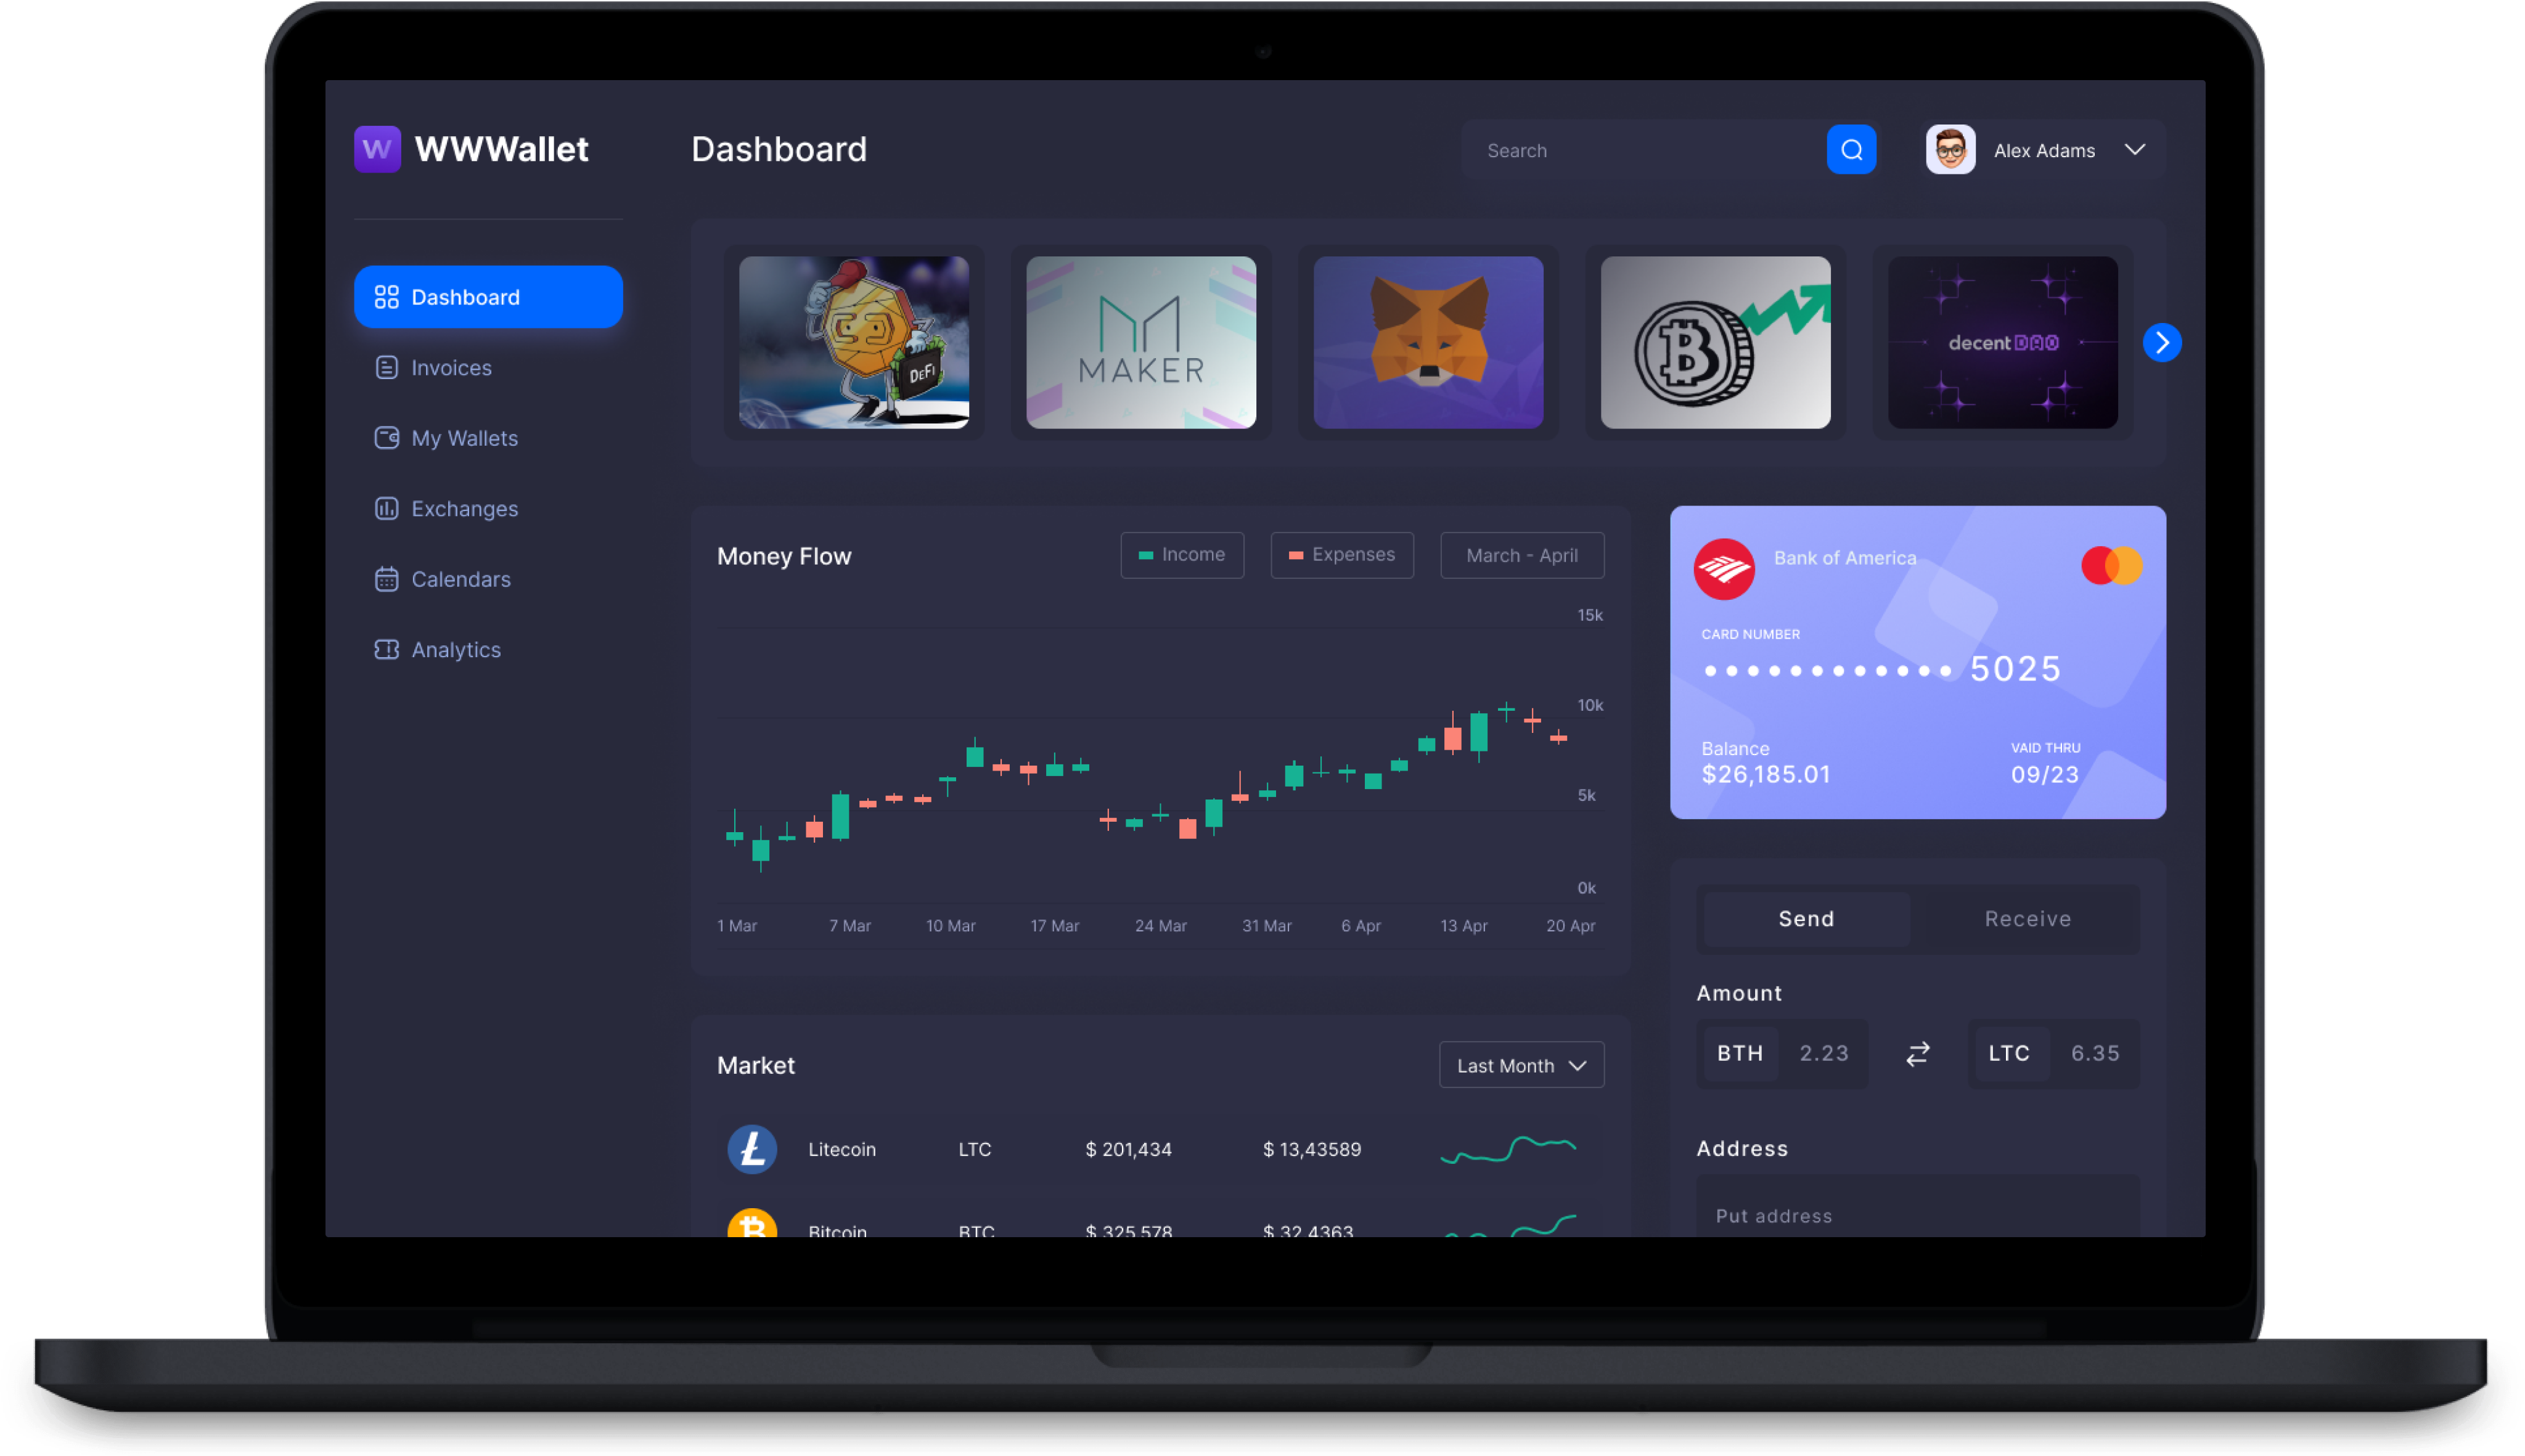 W WWWallet
Dashboard
Search
Alex Adams
Dashboard
Invoices
My Wallets
Exchanges
Calendars
Analytics
DeFi
MAKER
decentDAO
Money Flow
Income
Expenses
March - April
15k
10k
5k
0k
1 Mar 7 Mar 10 Mar 17 Mar 24 Mar 31 Mar 6 Apr 13 Apr 20 Apr
Bank of America
CARD NUMBER
•••••••••••• 5025
Balance
$26,185.01
VAID THRU
09/23
Send Receive
Amount
BTH 2.23 LTC 6.35
Address
Put address
Market
Last Month
Litecoin LTC $ 201,434 $ 13,43589
Bitcoin BTC $ 325,578 $ 32,4363